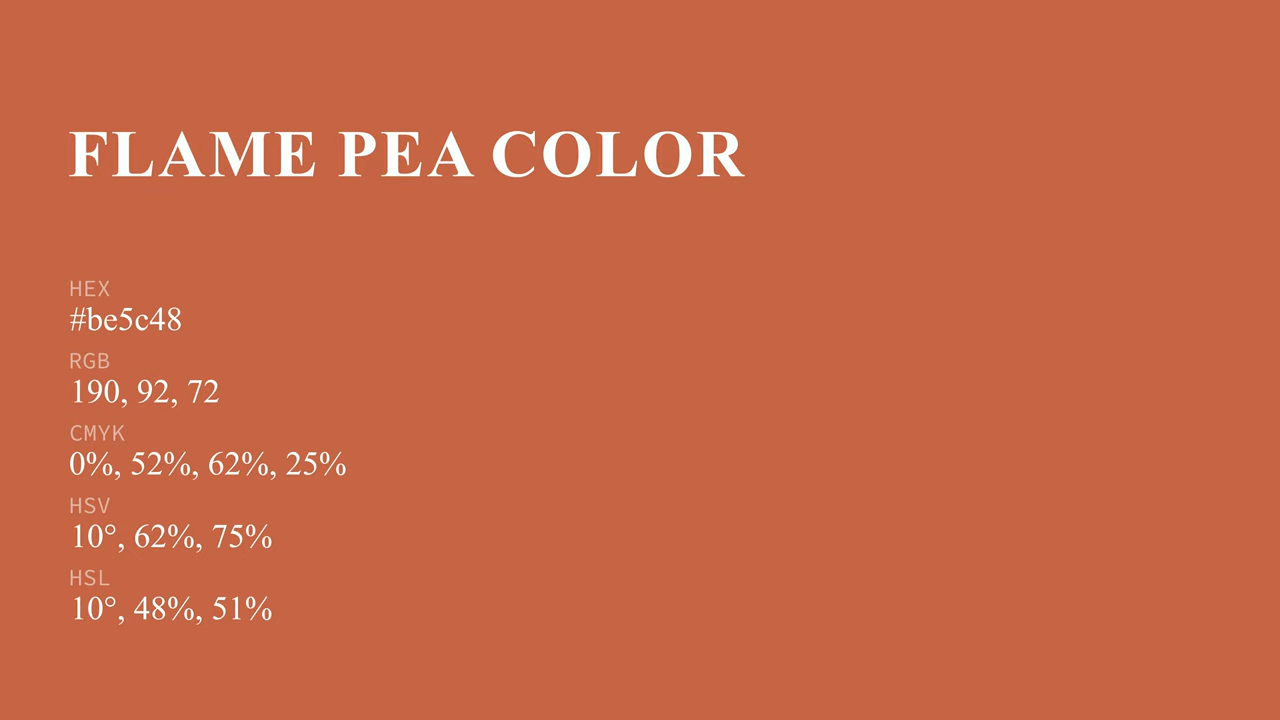 FLAME PEA COLOR
HEX
#be5c48
RGB
190, 92, 72
CMYK
0%, 52%, 62%, 25%
HSV
10°, 62%, 75%
HSL
10°, 48%, 51%